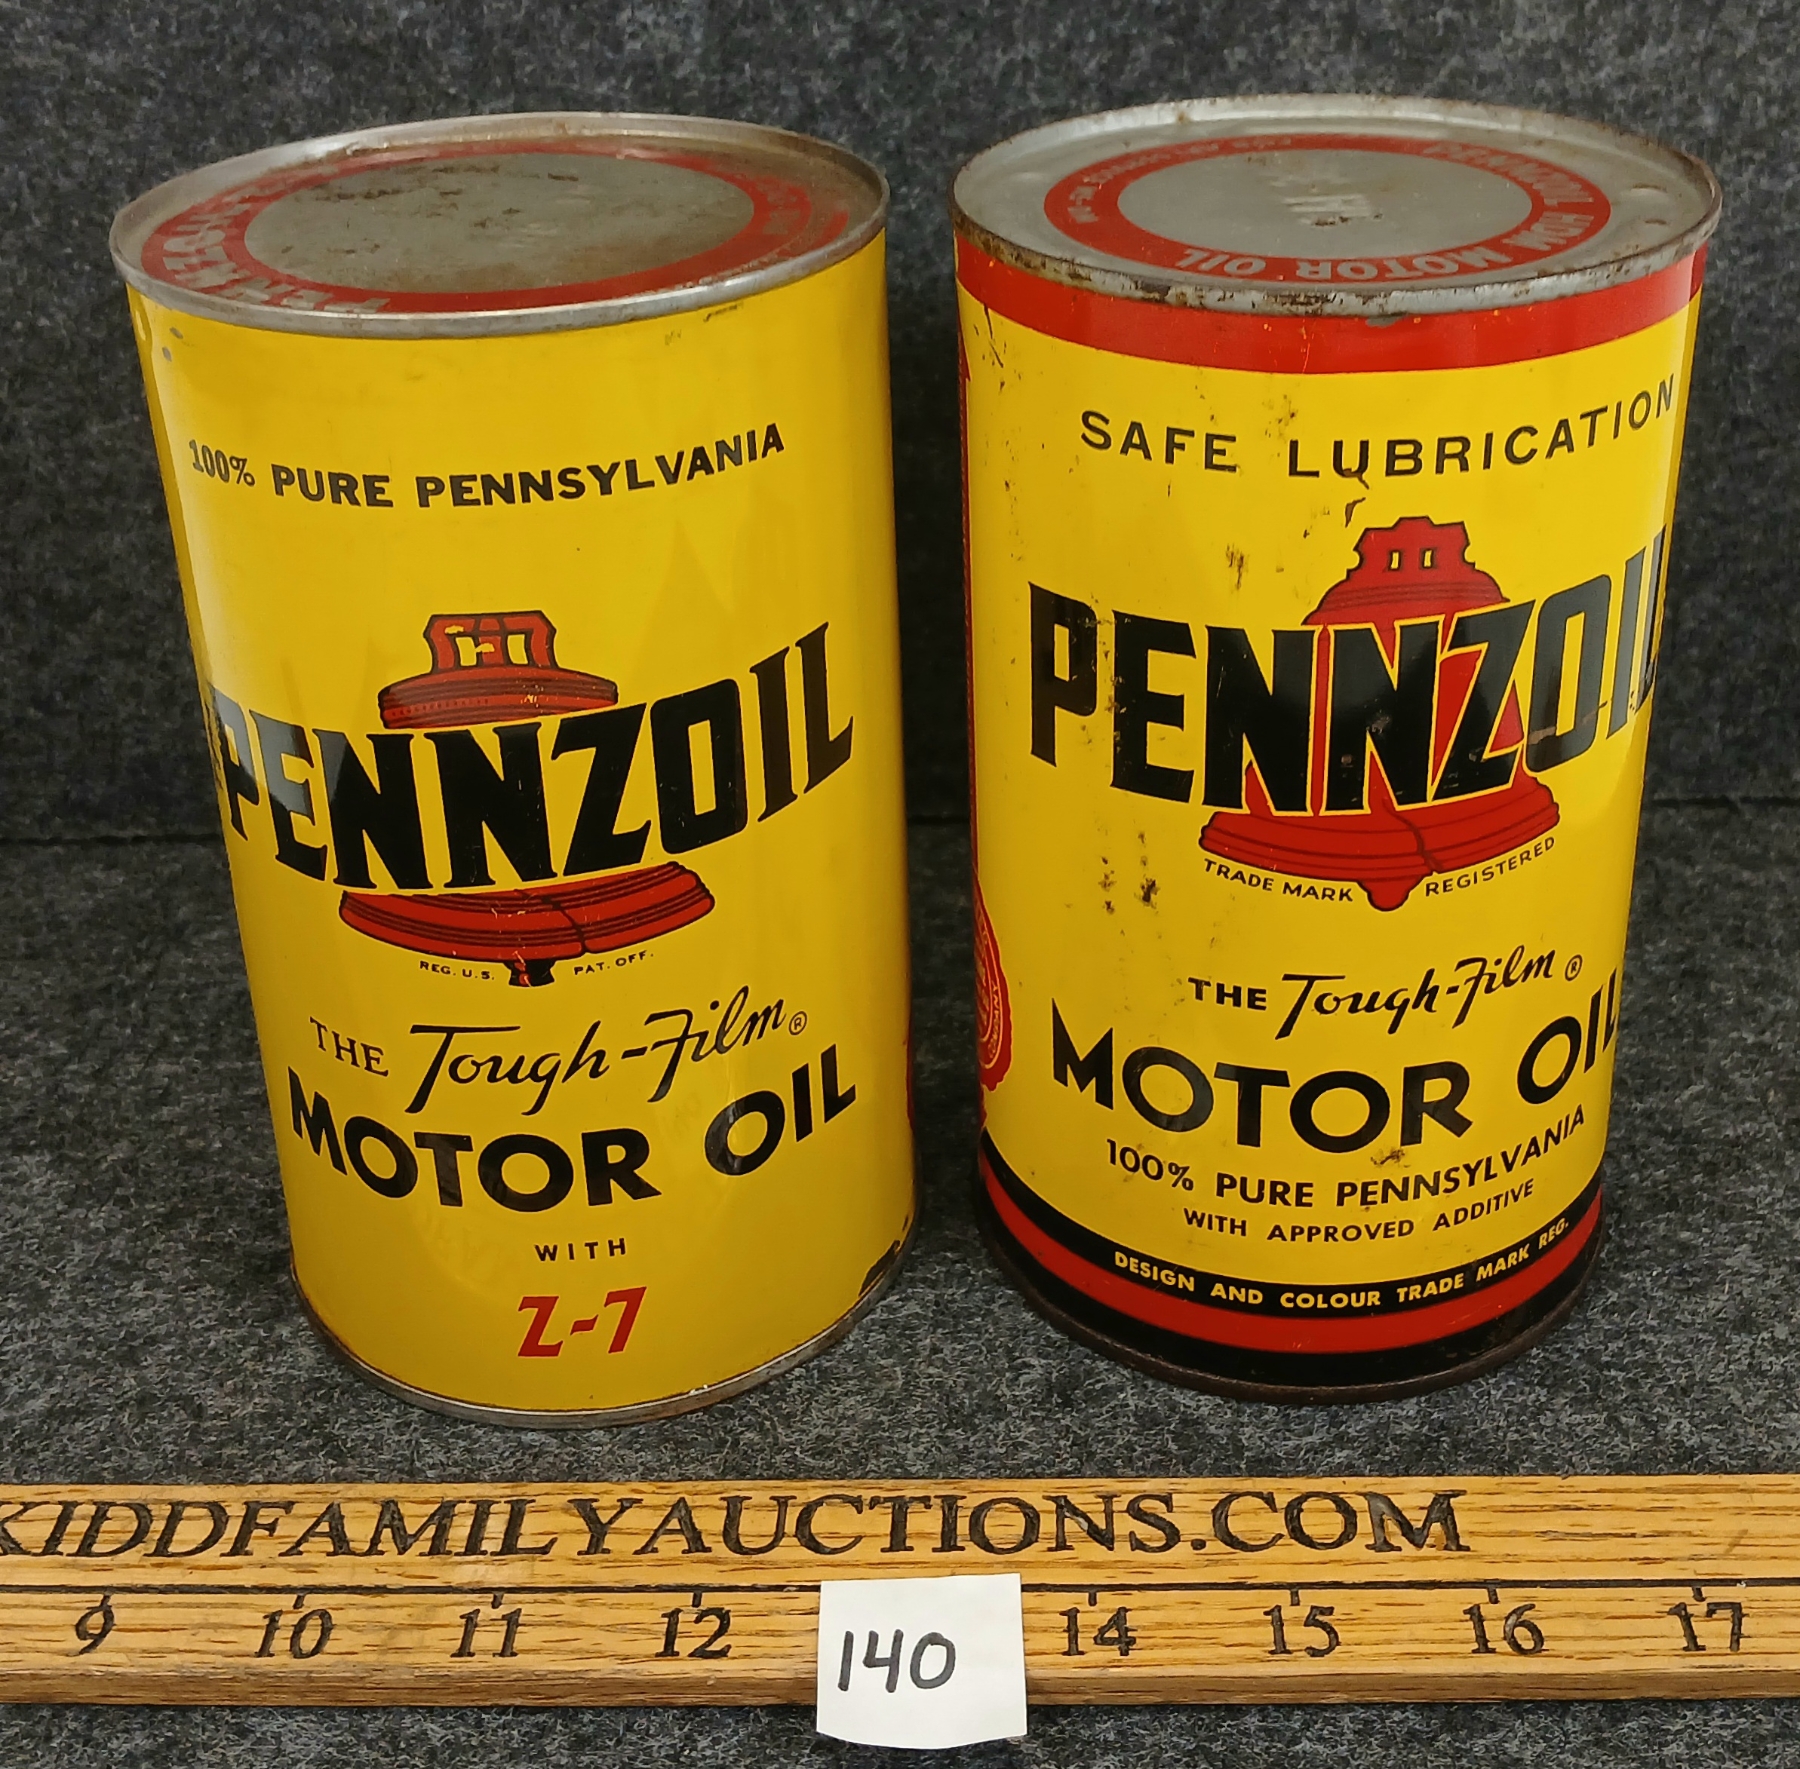 100% PURE PENNSYLVANIA
PENNZOIL
REG. U.S. PAT. OFF.
THE Tough-Film®
MOTOR OIL
WITH
Z-7
MOTOR OIL
SAFE LUBRICATION
PENNZOIL
TRADE MARK REGISTERED
THE Tough-Film®
MOTOR OIL
100% PURE PENNSYLVANIA
WITH APPROVED ADDITIVE
DESIGN AND COLOUR TRADE MARK REG.
KIDDFAMILYAUCTIONS.COM
9 10 11 12 14 15 16 17
140